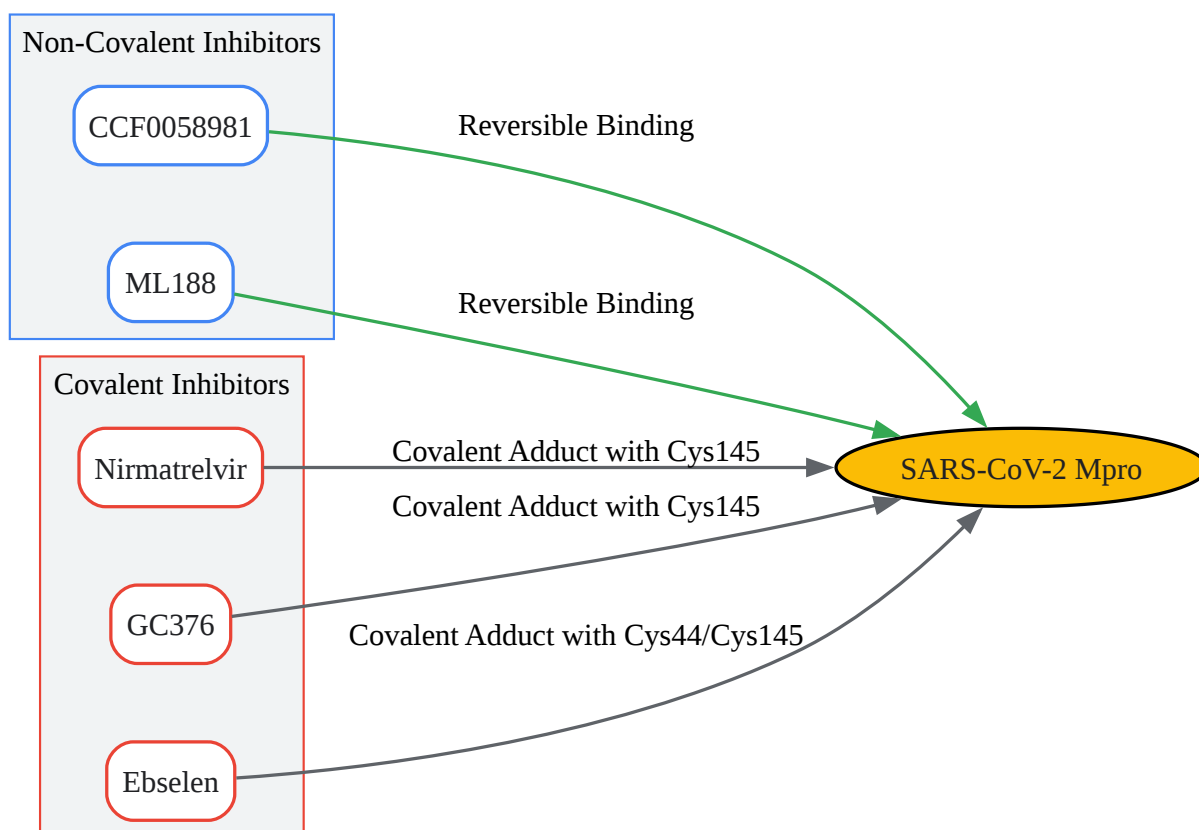 Non-Covalent Inhibitors
CCF0058981
Reversible Binding
ML188
Reversible Binding
Covalent Inhibitors
Nirmatrelvir
Covalent Adduct with Cys145
SARS-CoV-2 Mpro
Covalent Adduct with Cys145
GC376
Covalent Adduct with Cys44/Cys145
Ebselen